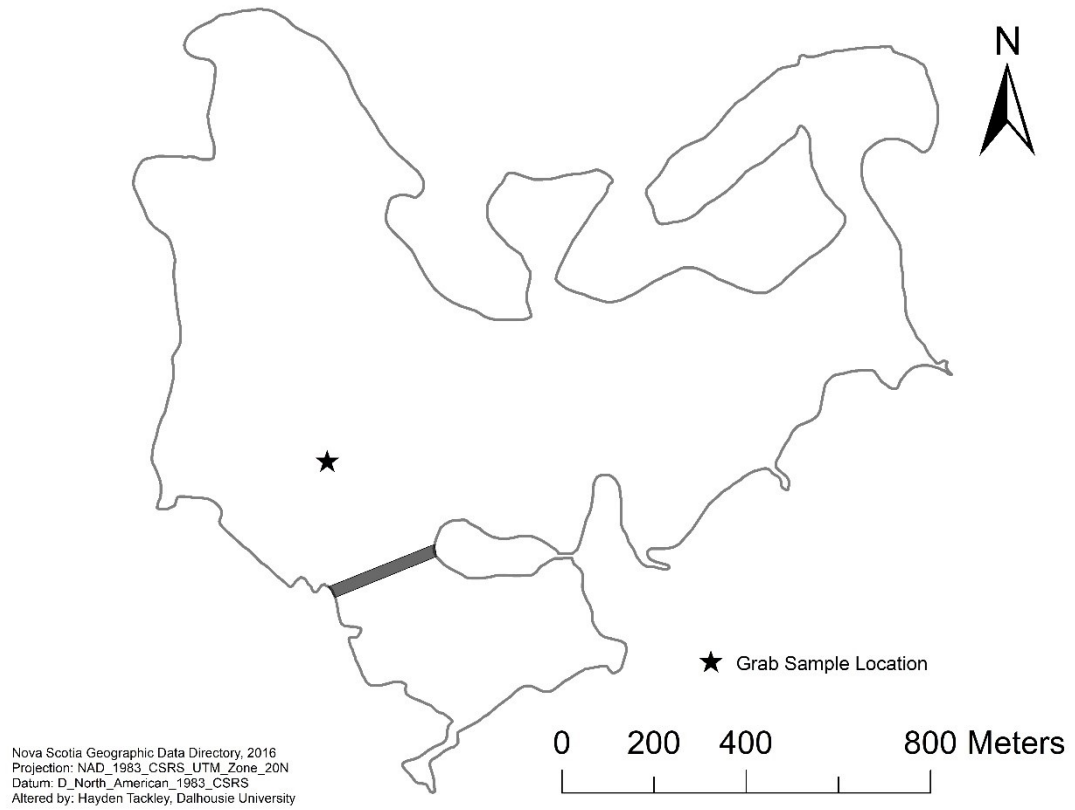 N
Grab Sample Location
0 200 400 800 Meters
Nova Scotia Geographic Data Directory, 2016
Projection: NAD_1983_CSRS_UTM_Zone_20N
Datum: D_North_American_1983_CSRS
Altered by: Hayden Tackley, Dalhousie University